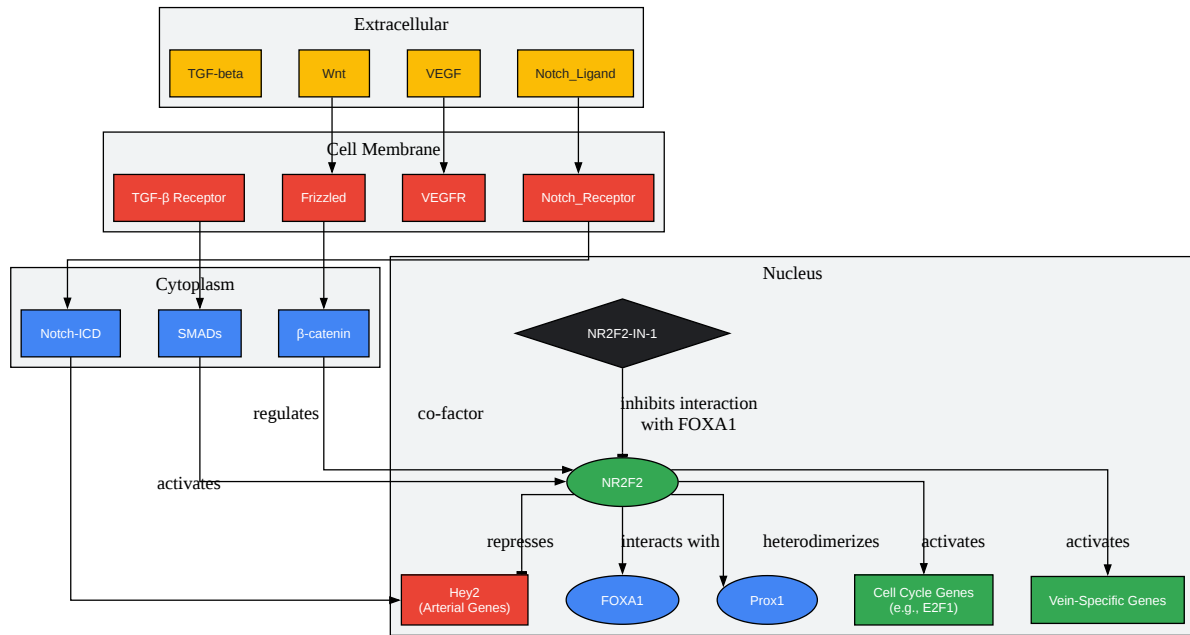 Extracellular
TGF-beta
Wnt
VEGF
Notch_Ligand
Cell Membrane
TGF-β Receptor
Frizzled
VEGFR
Notch_Receptor
Cytoplasm
Nucleus
Notch-ICD
SMADs
β-catenin
NR2F2-IN-1
regulates
co-factor
inhibits interaction
with FOXA1
activates
NR2F2
represses
interacts with
heterodimerizes
activates
activates
Hey2
(Arterial Genes)
FOXA1
Prox1
Cell Cycle Genes
(e.g., E2F1)
Vein-Specific Genes